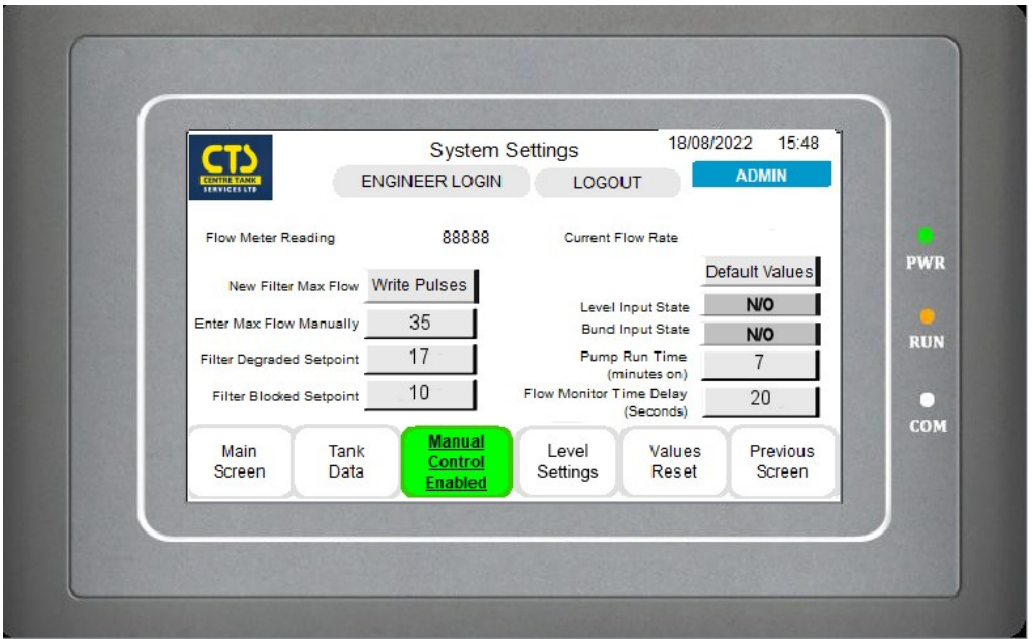 CTS
CENTRE TANK
SERVICES LTD
System Settings
18/08/2022 15:48
ENGINEER LOGIN
LOGOUT
ADMIN
Flow Meter Reading
88888
Current Flow Rate
New Filter Max Flow
Write Pulses
Default Values
Enter Max Flow Manually
35
Level Input State
N/O
Bund Input State
N/O
Filter Degraded Setpoint
17
Pump Run Time
(minutes on)
7
Filter Blocked Setpoint
10
Flow Monitor Time Delay
(Seconds)
20
Main
Screen
Tank
Data
Manual
Control
Enabled
Level
Settings
Values
Reset
Previous
Screen
PWR
RUN
COM